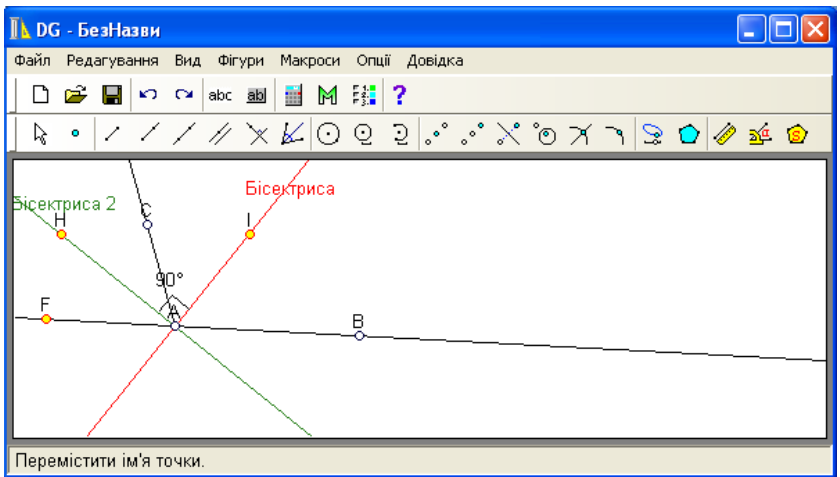 DG - БезНазви
Файл Редагування Вид Фігури Макроси Опції Довідка
abc ab
Бісектриса
Бісектриса 2
C
H
I
90°
F
A
B
Перемістити ім'я точки.